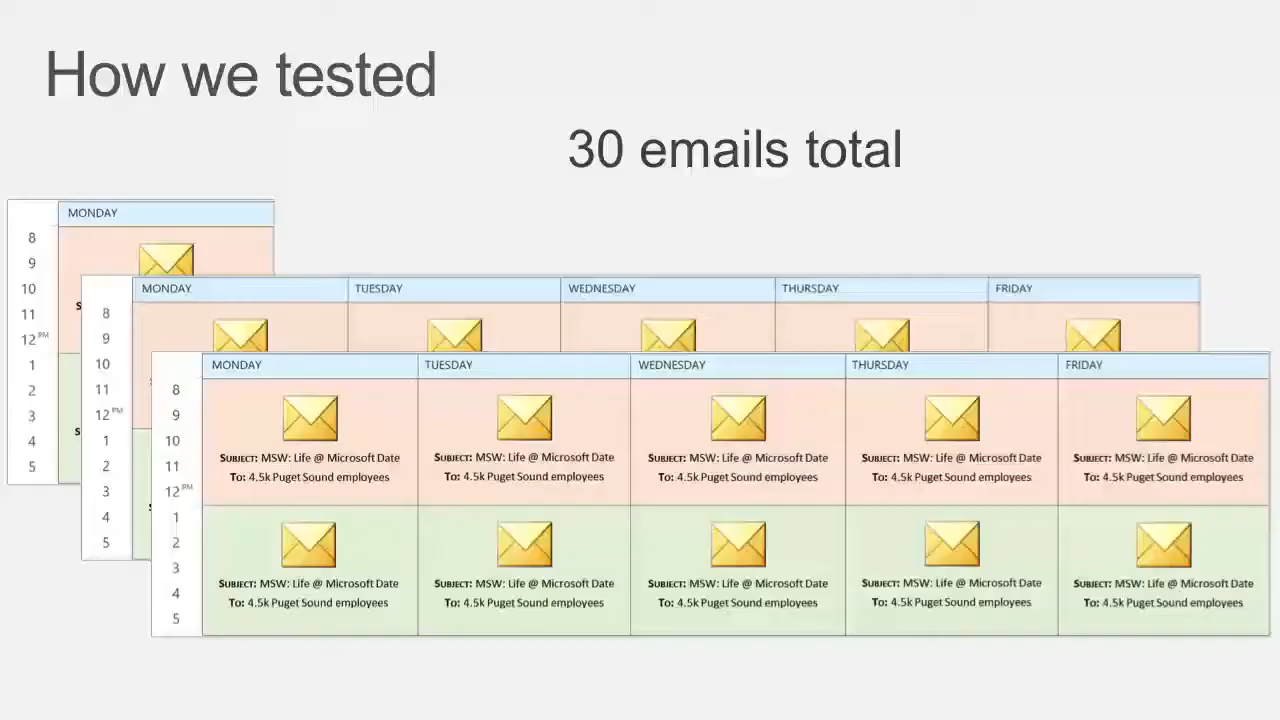 How we tested
30 emails total
MONDAY
8
9
10
11
12 PM
1
2
3
4
5
S
S
MONDAY TUESDAY WEDNESDAY THURSDAY FRIDAY
8
9
10
11
12 PM
1
2
3
4
5
MONDAY TUESDAY WEDNESDAY THURSDAY FRIDAY
8
9
10
11
12 PM
1
2
3
4
5
SUBJECT: MSW: Life @ Microsoft Date SUBJECT: MSW: Life @ Microsoft Date SUBJECT: MSW: Life @ Microsoft Date SUBJECT: MSW: Life @ Microsoft Date SUBJECT: MSW: Life @ Microsoft Date
To: 4.5k Puget Sound employees To: 4.5k Puget Sound employees To: 4.5k Puget Sound employees To: 4.5k Puget Sound employees To: 4.5k Puget Sound employees
SUBJECT: MSW: Life @ Microsoft Date SUBJECT: MSW: Life @ Microsoft Date SUBJECT: MSW: Life @ Microsoft Date SUBJECT: MSW: Life @ Microsoft Date SUBJECT: MSW: Life @ Microsoft Date
To: 4.5k Puget Sound employees To: 4.5k Puget Sound employees To: 4.5k Puget Sound employees To: 4.5k Puget Sound employees To: 4.5k Puget Sound employees